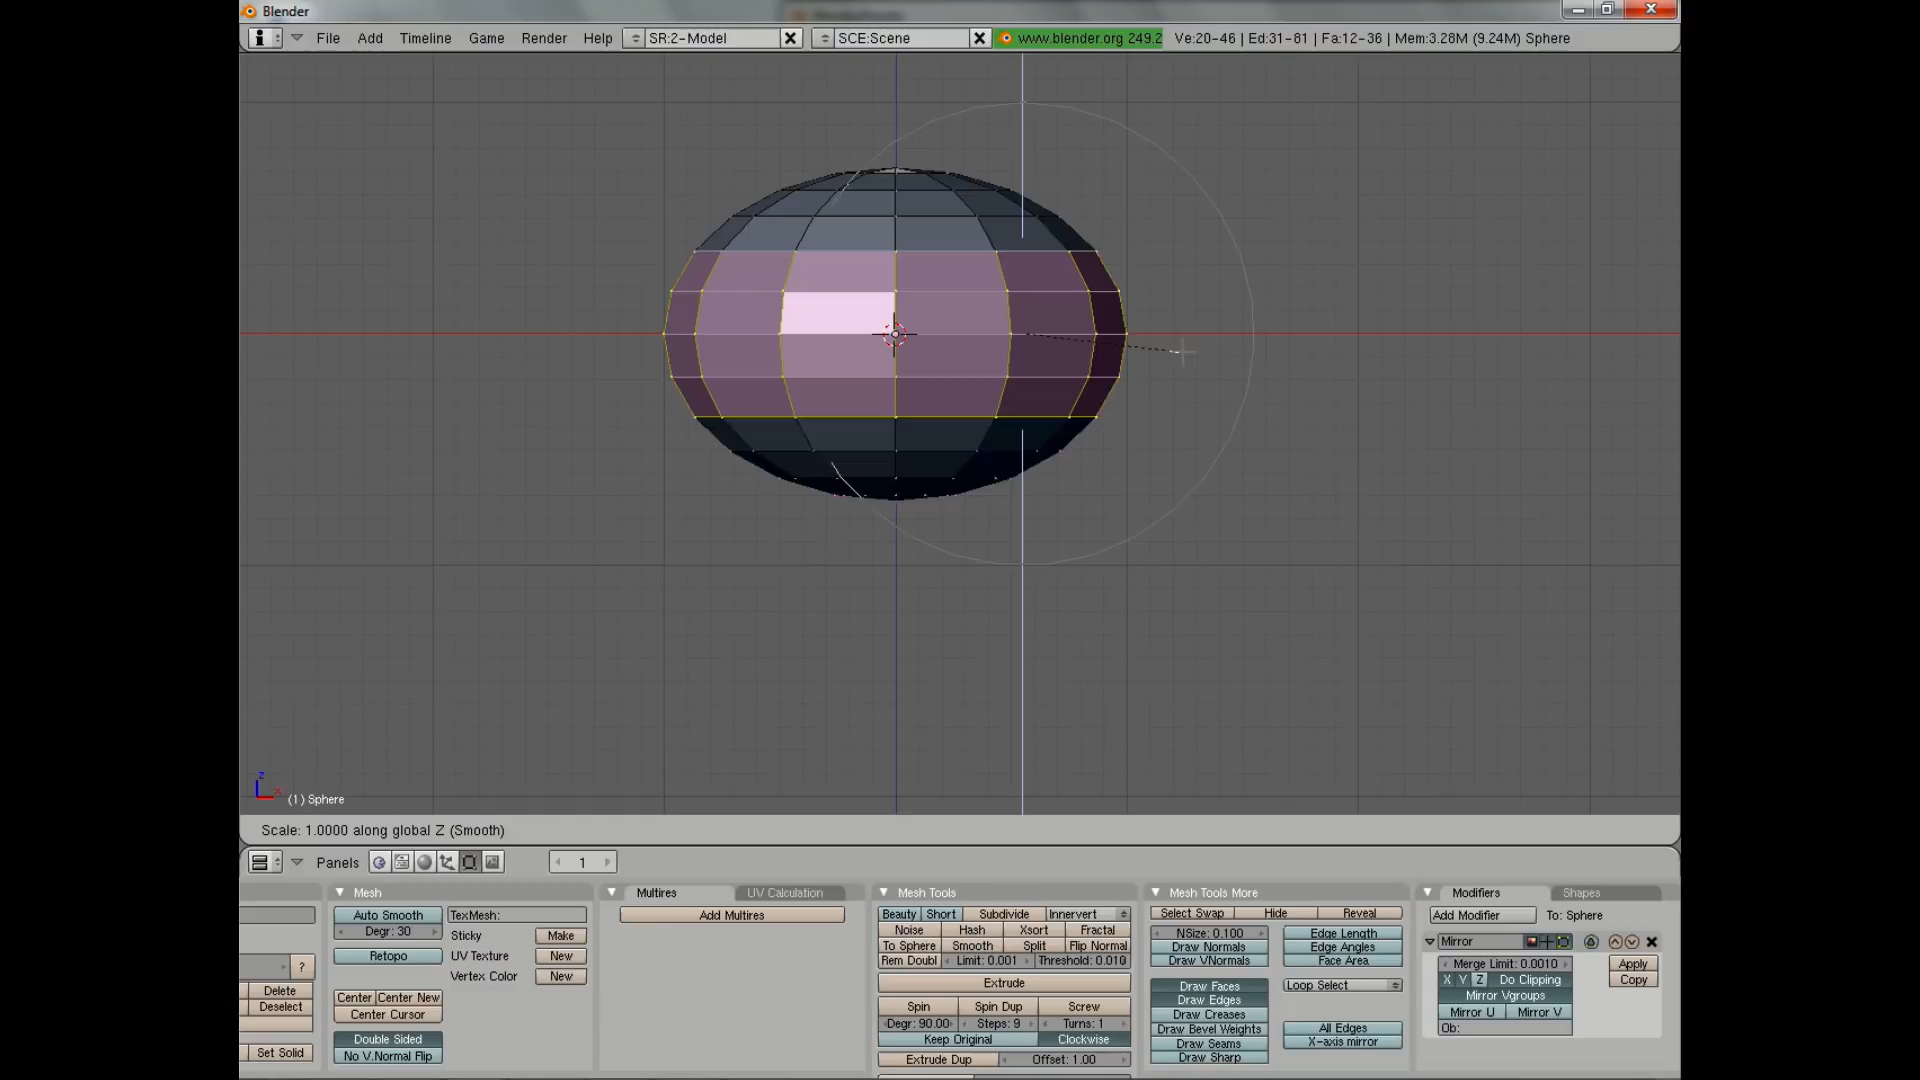 Blender
File Add Timeline Game Render Help SR:2-Model SCE:Scene www.blender.org 249.2 Ve:20-46 | Ed:31-81 | Fa:12-36 | Mem:3.28M (9.24M) Sphere
z
x
(1) Sphere
Scale: 1.0000 along global Z (Smooth)
Panels 1
Mesh Multires UV Calculation Mesh Tools Mesh Tools More Modifiers Shapes
Auto Smooth TexMesh: Add Multires Beauty Short Subdivide Innervert Select Swap Hide Reveal Add Modifier To: Sphere
Degr: 30 Sticky Make Noise Hash Xsort Fractal NSize: 0.100 Edge Length Mirror
Retopo UV Texture New To Sphere Smooth Split Flip Normal Draw Normals Edge Angles
? Vertex Color New Rem Doubl Limit: 0.001 Threshold: 0.010 Draw VNormals Face Area Merge Limit: 0.0010 Apply
Delete Center Center New Extrude Draw Faces Loop Select X Y Z Do Clipping Copy
Deselect Center Cursor Spin Spin Dup Screw Draw Edges Mirror Vgroups
Degr: 90.00 Steps: 9 Turns: 1 Draw Creases Mirror U Mirror V
Double Sided Keep Original Clockwise Draw Bevel Weights All Edges Ob:
Set Solid No V.Normal Flip Extrude Dup Offset: 1.00 Draw Seams X-axis mirror
Draw Sharp